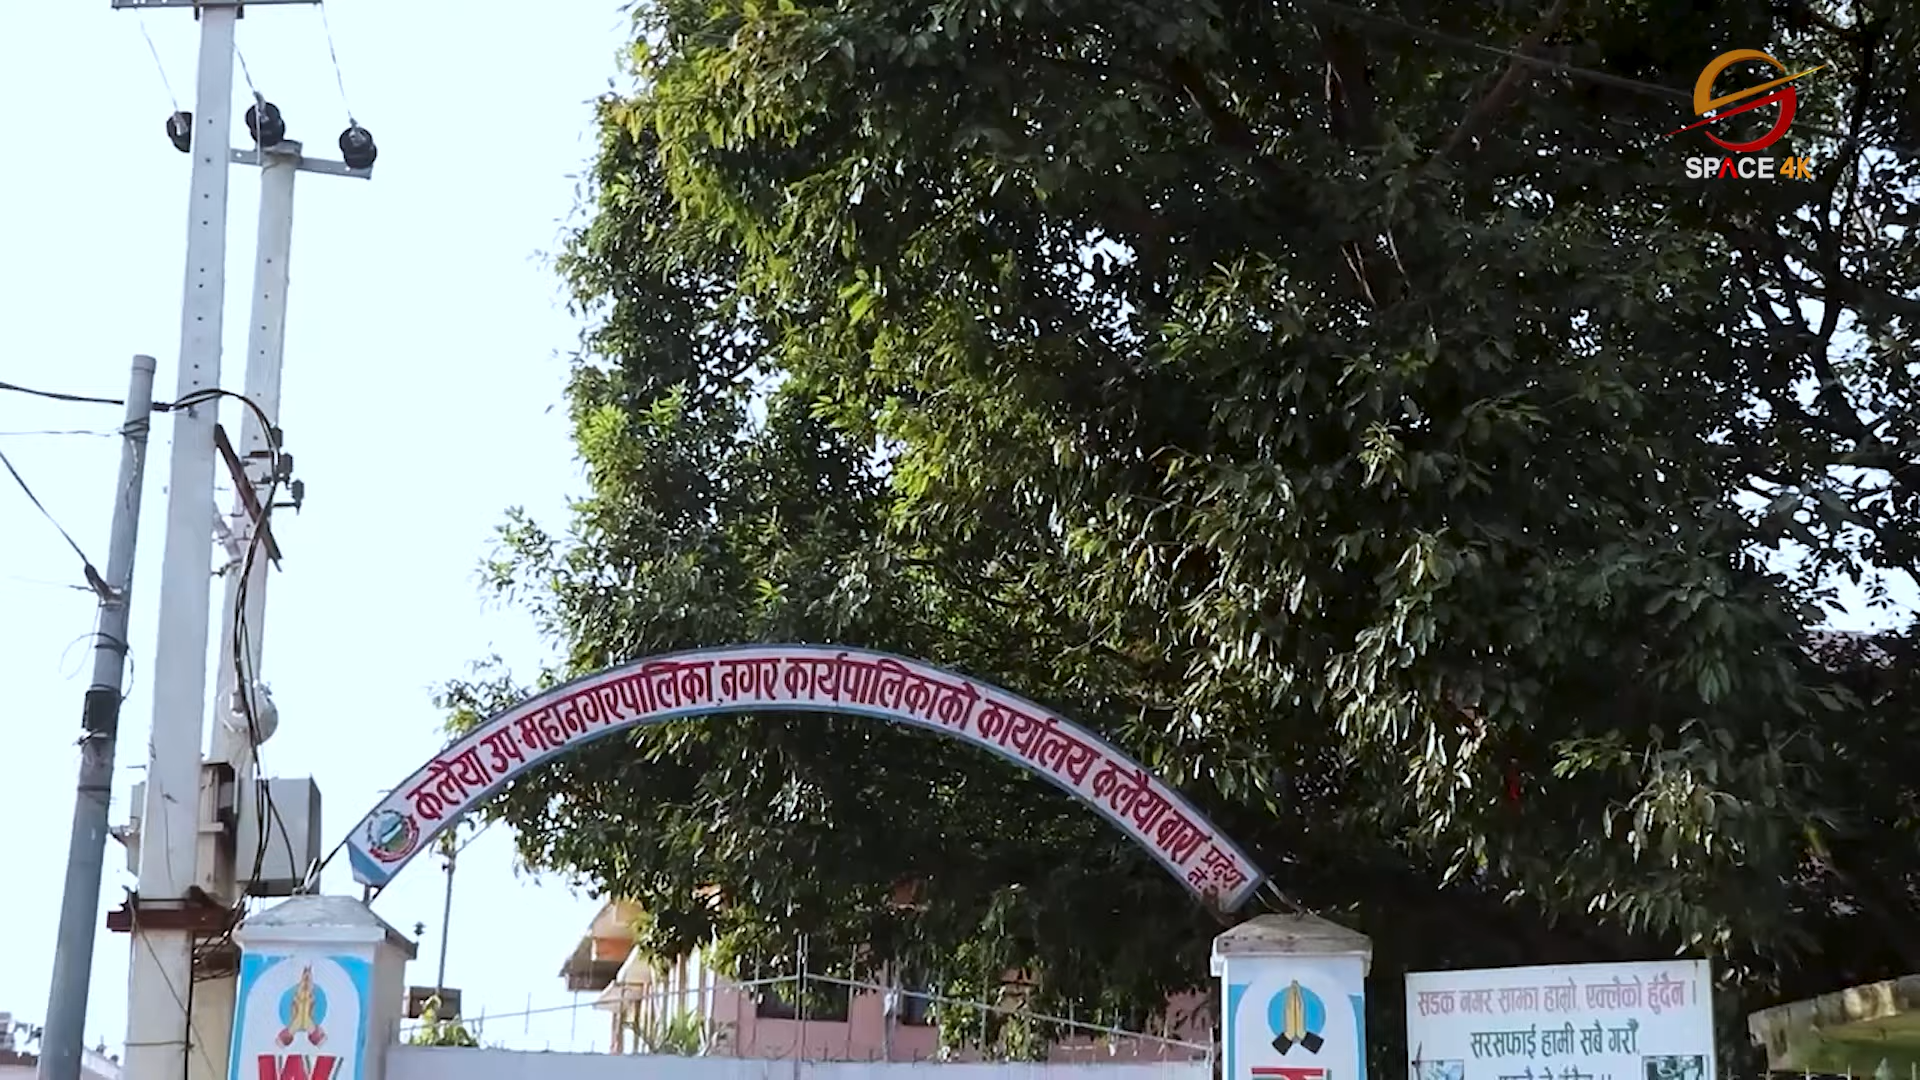 SPACE 4K
कलैया उप-महानगरपालिका नगर कार्यपालिकाको कार्यालय कलैया बारा
प्रदेश
नं.
सडक नगर साझा हाम्रो, एक्लैको हुँदैन ।
सरसफाई हामी सबै गरौं,
W